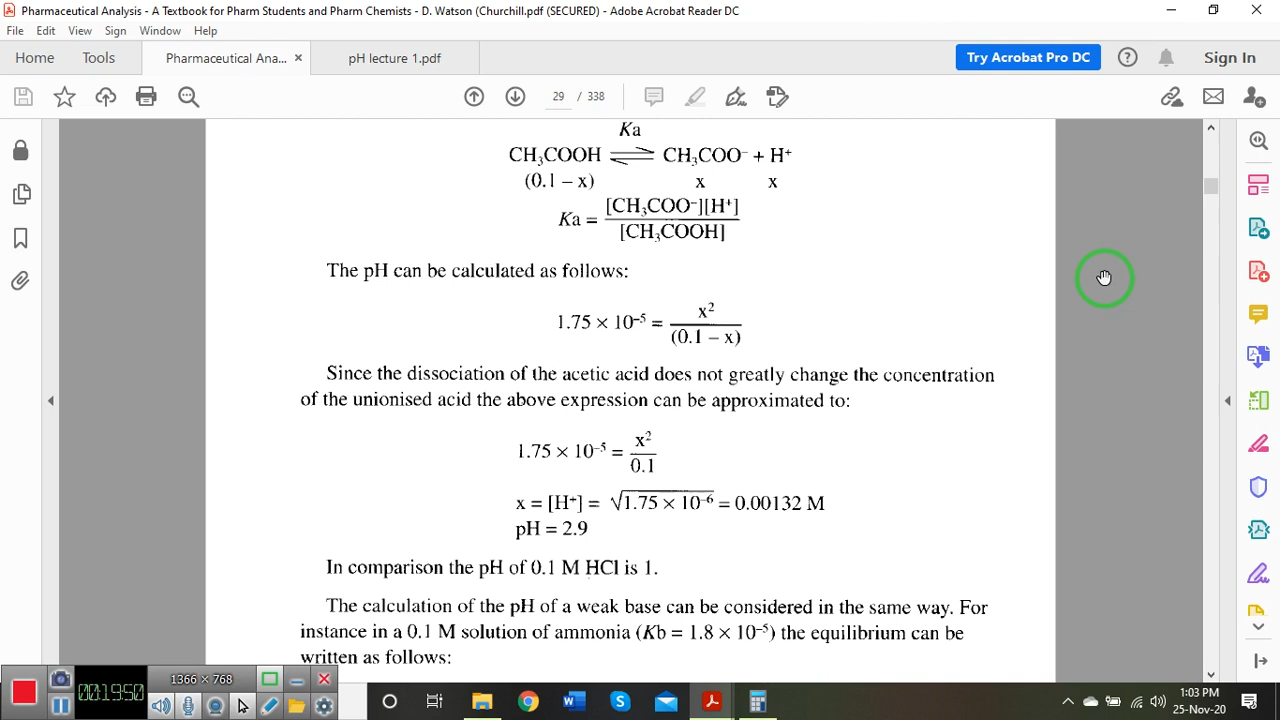 Pharmaceutical Analysis - A Textbook for Pharm Students and Pharm Chemists - D. Watson (Churchill.pdf (SECURED) - Adobe Acrobat Reader DC
File Edit View Sign Window Help
Home Tools Pharmaceutical Ana... × pH lecture 1.pdf Try Acrobat Pro DC Sign In
29 / 338
Ka
CH₃COOH ⇌ CH₃COO⁻ + H⁺
(0.1 – x) x x
Ka = [CH₃COO⁻][H⁺] / [CH₃COOH]
The pH can be calculated as follows:
1.75 × 10⁻⁵ = x² / (0.1 – x)
Since the dissociation of the acetic acid does not greatly change the concentration
of the unionised acid the above expression can be approximated to:
1.75 × 10⁻⁵ = x² / 0.1
x = [H⁺] = √1.75 × 10⁻⁶ = 0.00132 M
pH = 2.9
In comparison the pH of 0.1 M HCl is 1.
The calculation of the pH of a weak base can be considered in the same way. For
instance in a 0.1 M solution of ammonia (Kb = 1.8 × 10⁻⁵) the equilibrium can be
written as follows:
1366 × 768
00:19:50
1:03 PM
25-Nov-20